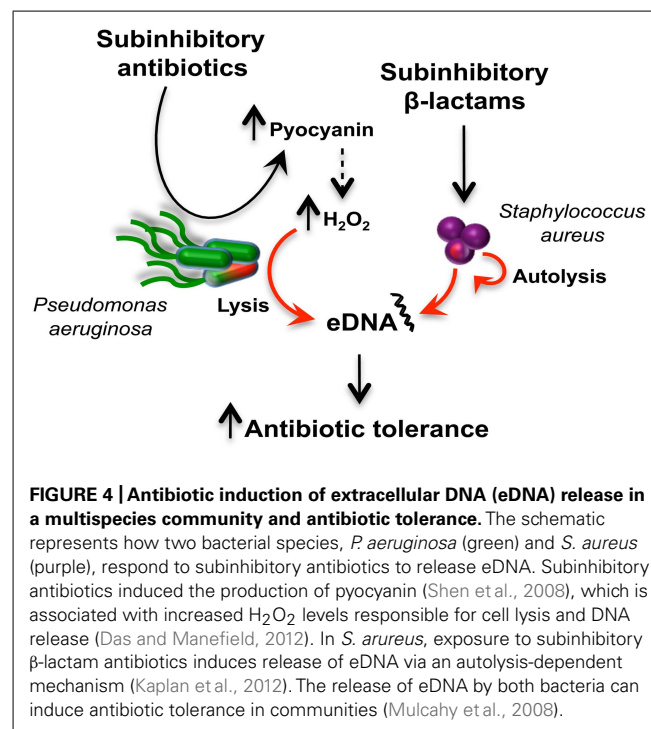 Subinhibitory
antibiotics
Subinhibitory
β-lactams
Pyocyanin
H₂O₂
Staphylococcus
aureus
Autolysis
Pseudomonas
aeruginosa
Lysis
eDNA
Antibiotic tolerance
FIGURE 4 | Antibiotic induction of extracellular DNA (eDNA) release in
a multispecies community and antibiotic tolerance. The schematic
represents how two bacterial species, P. aeruginosa (green) and S. aureus
(purple), respond to subinhibitory antibiotics to release eDNA. Subinhibitory
antibiotics induced the production of pyocyanin (Shen et al., 2008), which is
associated with increased H₂O₂ levels responsible for cell lysis and DNA
release (Das and Manefield, 2012). In S. arureus, exposure to subinhibitory
β-lactam antibiotics induces release of eDNA via an autolysis-dependent
mechanism (Kaplan et al., 2012). The release of eDNA by both bacteria can
induce antibiotic tolerance in communities (Mulcahy et al., 2008).